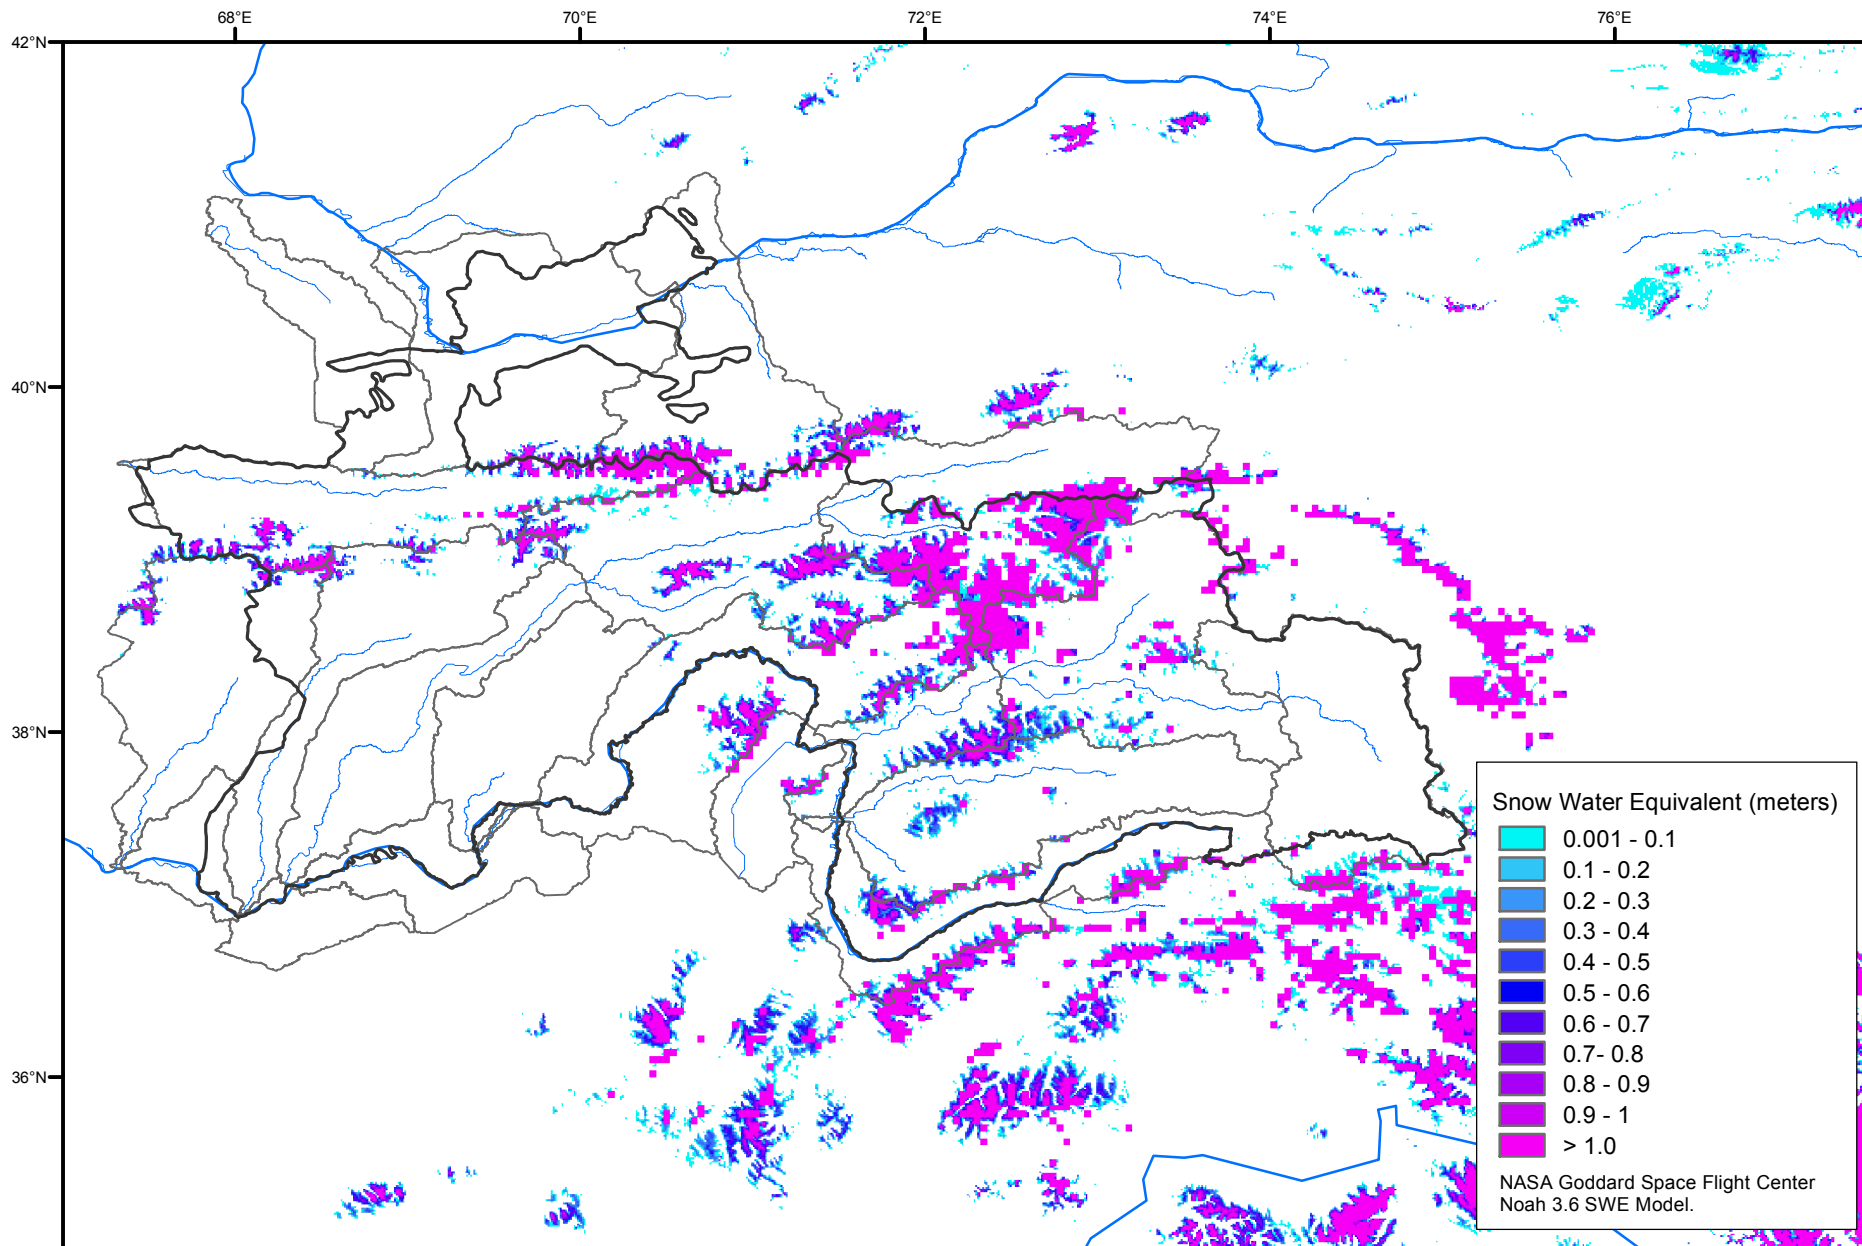 68°E 70°E 72°E 74°E 76°E
42°N
40°N
38°N
36°N
Snow Water Equivalent (meters)
0.001 - 0.1
0.1 - 0.2
0.2 - 0.3
0.3 - 0.4
0.4 - 0.5
0.5 - 0.6
0.6 - 0.7
0.7- 0.8
0.8 - 0.9
0.9 - 1
> 1.0
NASA Goddard Space Flight Center
Noah 3.6 SWE Model.